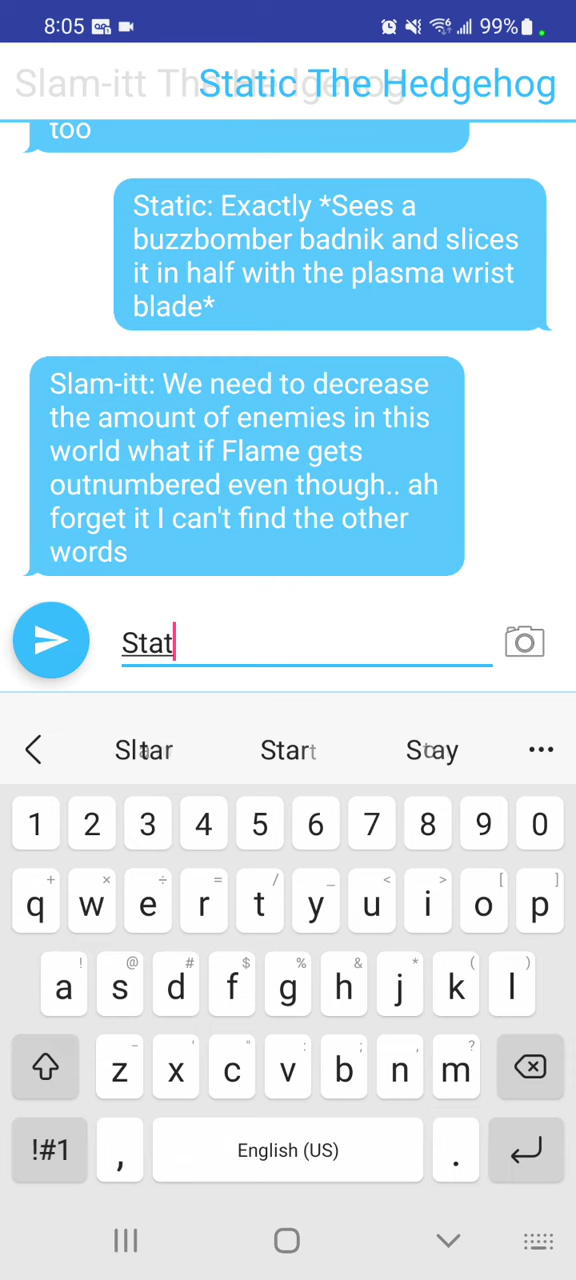 8:05 99%
Slam-itt The Hedgehog Static The Hedgehog
too
Static: Exactly *Sees a
buzzbomber badnik and slices
it in half with the plasma wrist
blade*
Slam-itt: We need to decrease
the amount of enemies in this
world what if Flame gets
outnumbered even though.. ah
forget it I can't find the other
words
Stat
Start
1 2 3 4 5 6 7 8 9 0
+ × ÷ = / _ < > [ ]
q w e r t y u i o p
! @ # $ % & * ( )
a s d f g h j k l
- ' " : ; , ?
z x c v b n m
!#1 , English (US) .